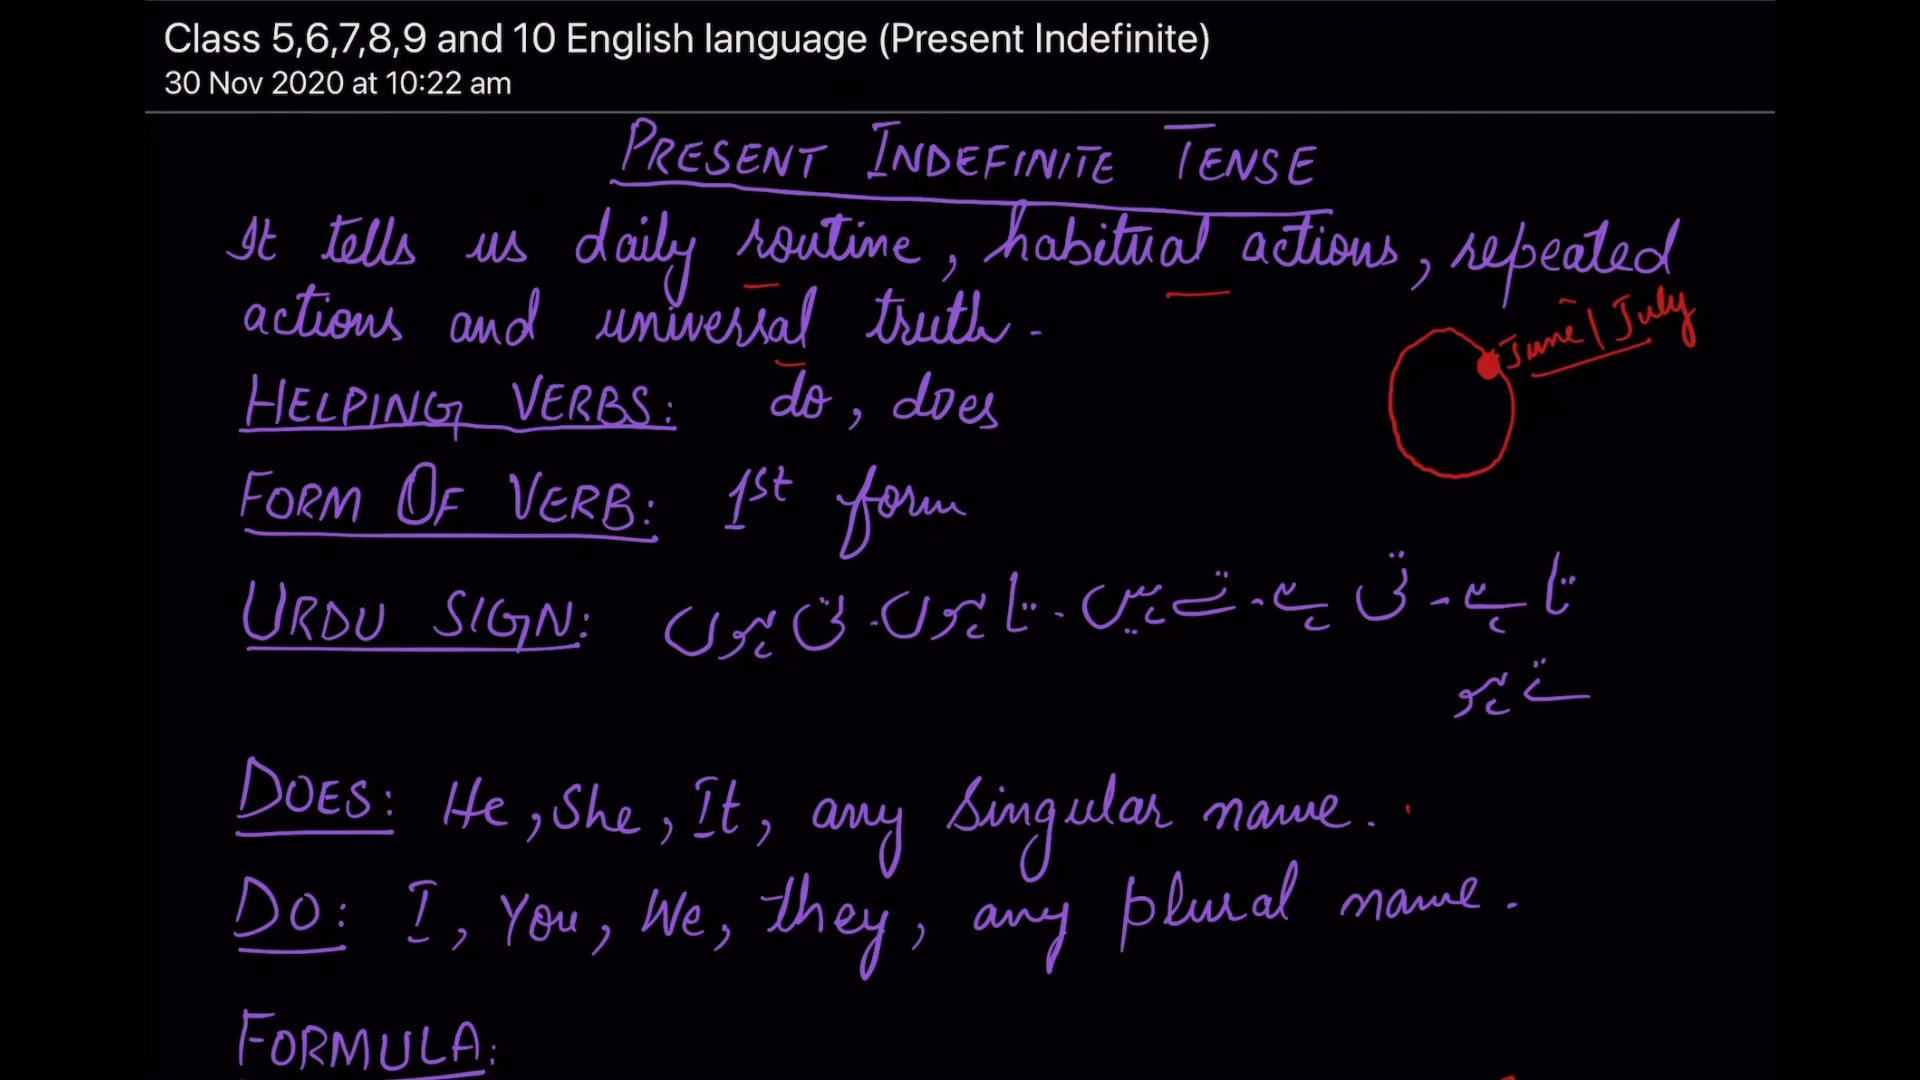 Class 5,6,7,8,9 and 10 English language (Present Indefinite)
30 Nov 2020 at 10:22 am
PRESENT INDEFINITE TENSE
It tells us daily routine, habitual actions, repeated
actions and universal truth.
June/July
HELPING VERBS: do, does
FORM OF VERB: 1st form
URDU SIGN: تا ہے - تی ہے - تے ہیں - تا ہوں - تی ہوں
تے ہو
DOES: He, She, It, any singular name.
DO: I, You, We, they, any plural name.
FORMULA: